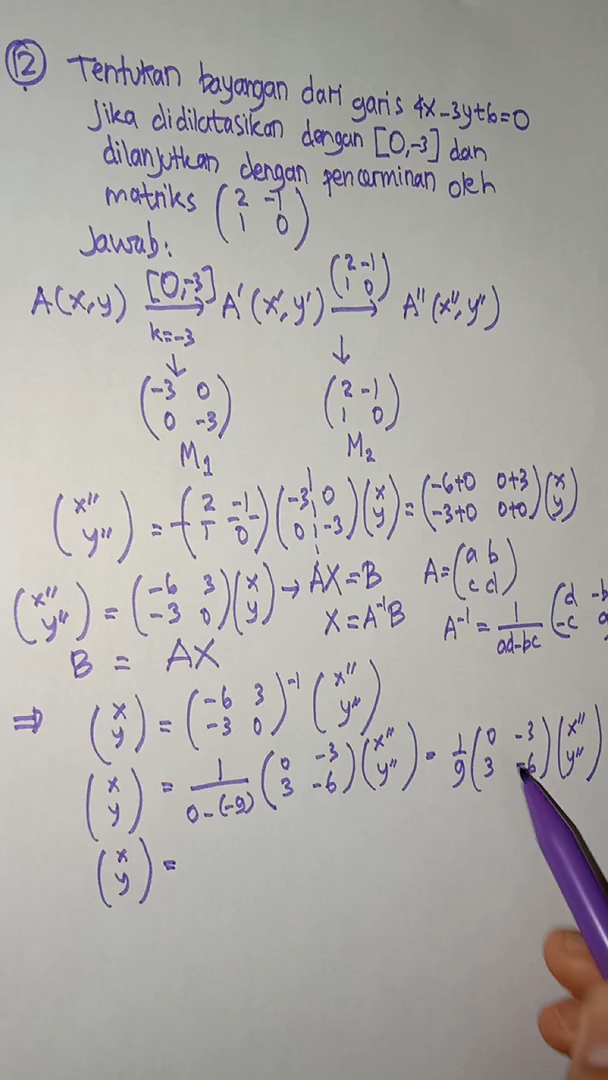 12 Tentukan bayangan dari garis 4x-3y+6=0
Jika didilatasikan dengan [0,-3] dan
dilanjutkan dengan pencerminan oleh
matriks (2 -1
1 0)
Jawab:
A(x,y) [0,-3] → k=-3 A'(x',y') (2 -1 1 0) → A"(x",y")
↓ ↓
(-3 0 (2 -1
0 -3) 1 0)
M₁ M₂
(x" y") = (2 -1 1 0)(-3 0 0 -3)(x y) = (-6+0 0+3 -3+0 0+0)(x y)
(x" y") = (-6 3 -3 0)(x y) → AX=B A=(a b c d)
X=A⁻¹B A⁻¹= 1/ad-bc (d -b -c a
B = AX
⇒ (x y) = (-6 3 -3 0)⁻¹ (x" y")
(x y) = 1/0-(-9) (0 -3 3 -6)(x" y") = 1/9 (0 -3 3 -6)(x" y")
(x y) =